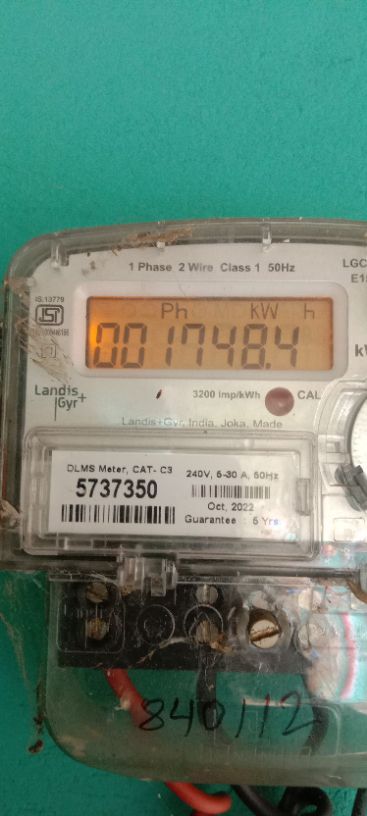 1 Phase 2 Wire Class 1 50Hz
LGC
IS:13779
Ph kW h
001748.4
Landis+
Gyr
3200 Imp/kWh
CAL
Landis+Gyr, India, Joka, Made
DLMS Meter, CAT- C3
240V, 5-30 A, 50Hz
5737350
Oct, 2022
Guarantee : 5 Yrs
840112